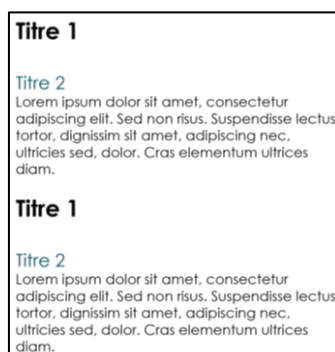 Titre 1
Titre 2
Lorem ipsum dolor sit amet, consectetur
adipiscing elit. Sed non risus. Suspendisse lectus
tortor, dignissim sit amet, adipiscing nec,
ultricies sed, dolor. Cras elementum ultrices
diam.
Titre 1
Titre 2
Lorem ipsum dolor sit amet, consectetur
adipiscing elit. Sed non risus. Suspendisse lectus
tortor, dignissim sit amet, adipiscing nec,
ultricies sed, dolor. Cras elementum ultrices
diam.